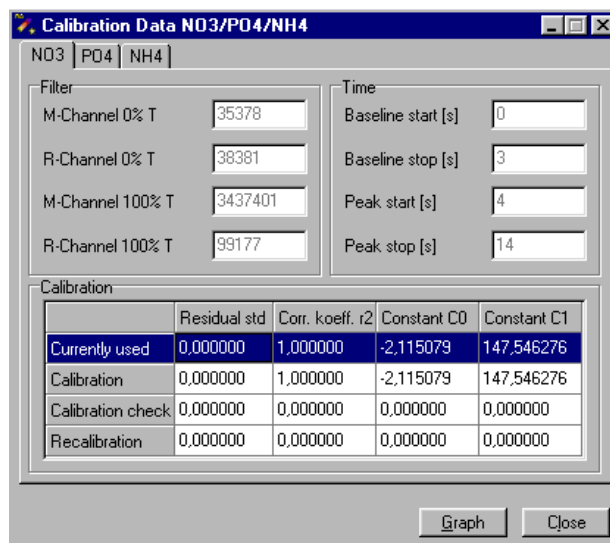 Calibration Data NO3/PO4/NH4
NO3 PO4 NH4
Filter
M-Channel 0% T 35378
R-Channel 0% T 38381
M-Channel 100% T 3437401
R-Channel 100% T 99177
Time
Baseline start [s] 0
Baseline stop [s] 3
Peak start [s] 4
Peak stop [s] 14
Calibration
Residual std Corr. koeff. r2 Constant C0 Constant C1
Currently used 0,000000 1,000000 -2,115079 147,546276
Calibration 0,000000 1,000000 -2,115079 147,546276
Calibration check 0,000000 0,000000 0,000000 0,000000
Recalibration 0,000000 0,000000 0,000000 0,000000
Graph Close